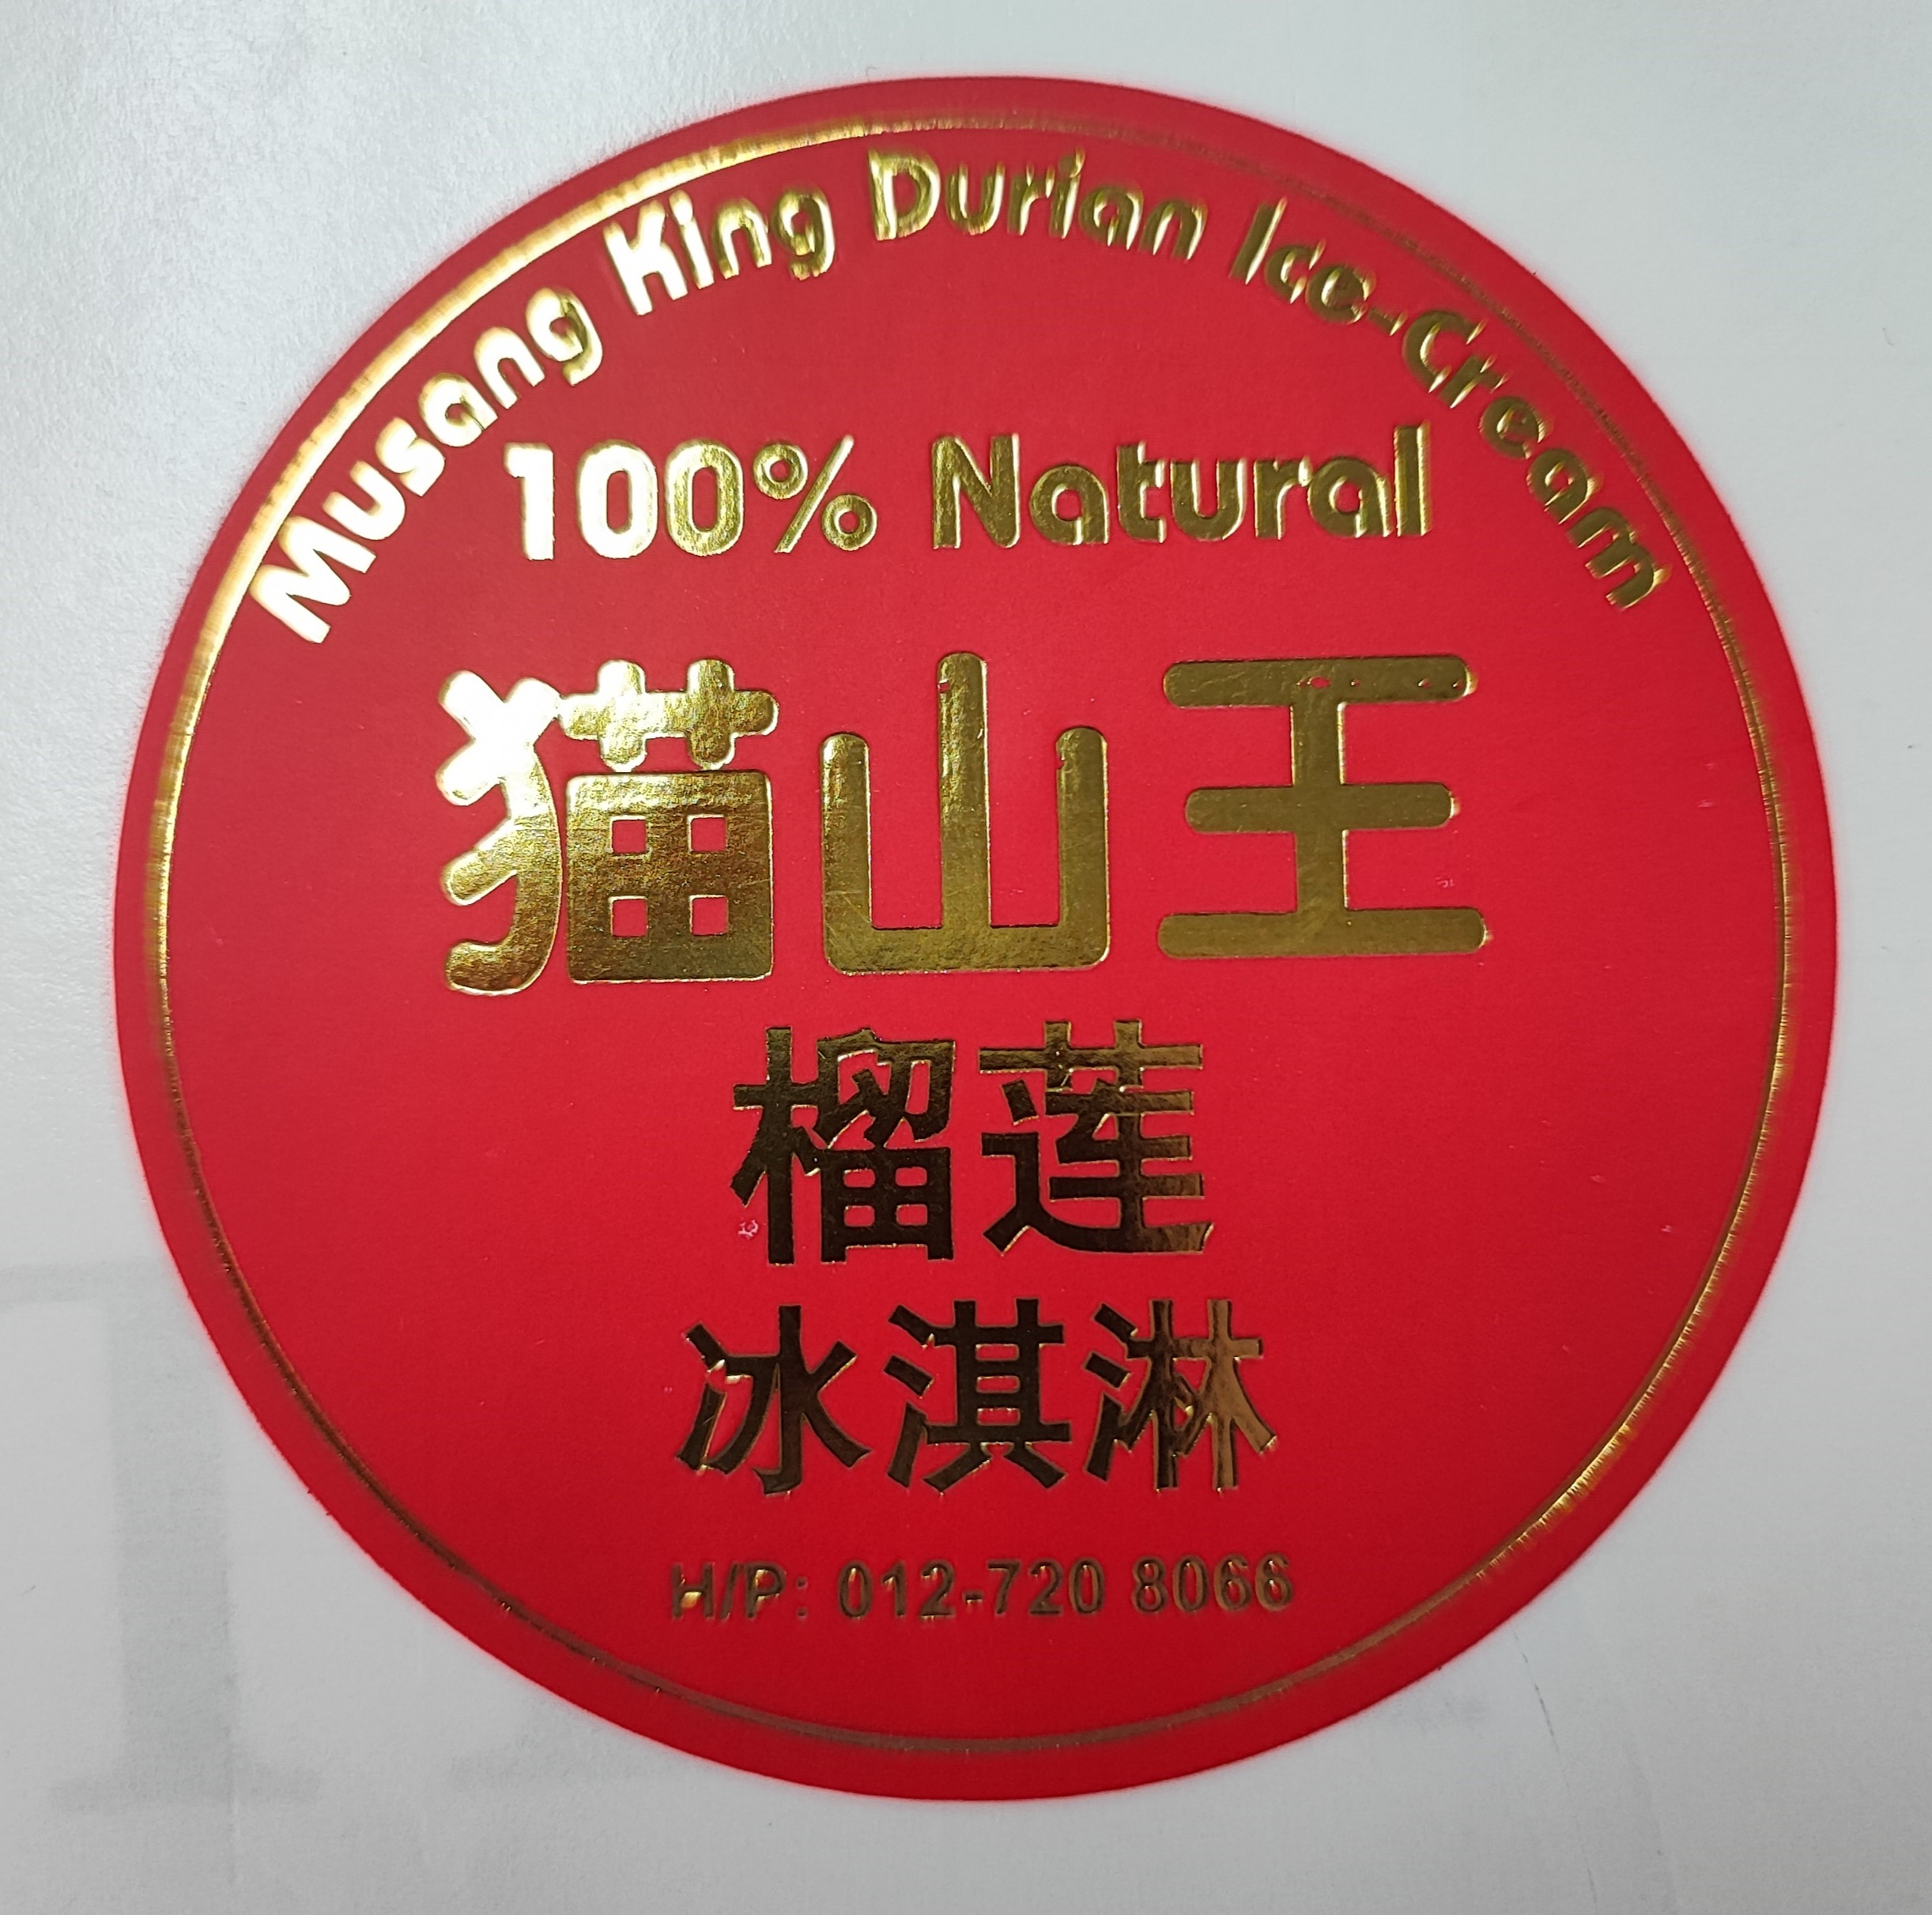 Musang King Durian Ice-Cream
100% Natural
猫山王
榴莲
冰淇淋
H/P: 012-720 8066